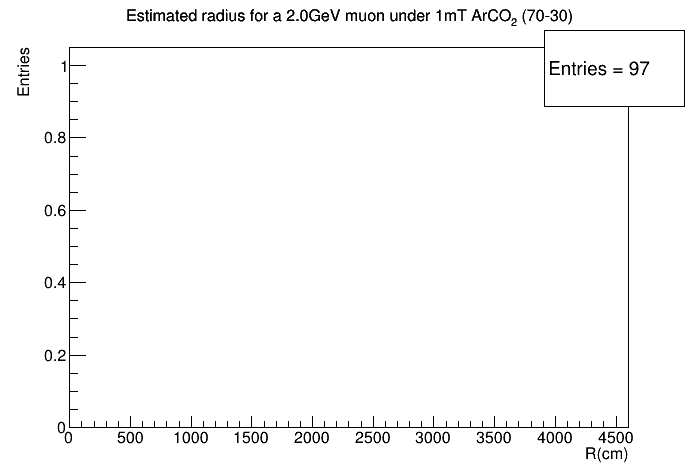 Estimated radius for a 2.0GeV muon under 1mT ArCO₂ (70-30)
Entries = 97
Entries
1
0.8
0.6
0.4
0.2
0
0 500 1000 1500 2000 2500 3000 3500 4000 4500
R(cm)